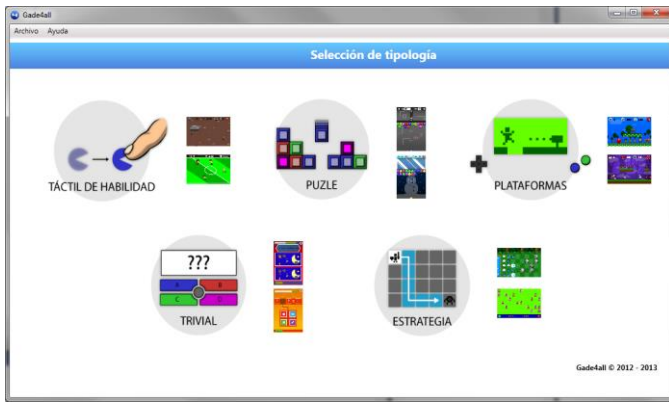 Gade4all
Archivo Ayuda
Selección de tipología
TÁCTIL DE HABILIDAD
PUZLE
PLATAFORMAS
???
A B
C D
TRIVIAL
ESTRATEGIA
Gade4all © 2012 - 2013